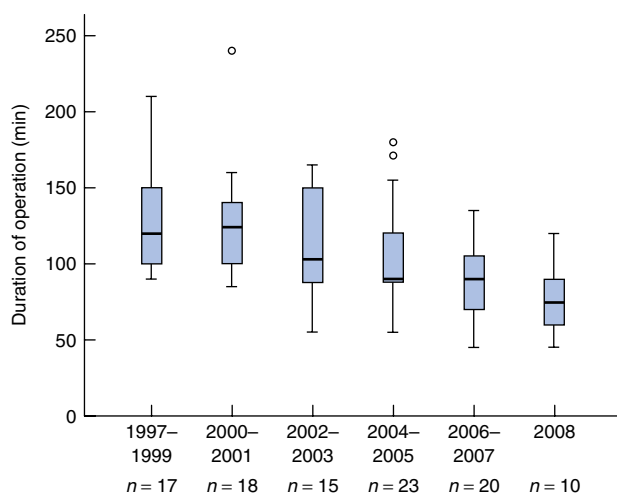 Duration of operation (min)
250
200
150
100
50
0
1997–
1999
2000–
2001
2002–
2003
2004–
2005
2006–
2007
2008
n = 17
n = 18
n = 15
n = 23
n = 20
n = 10